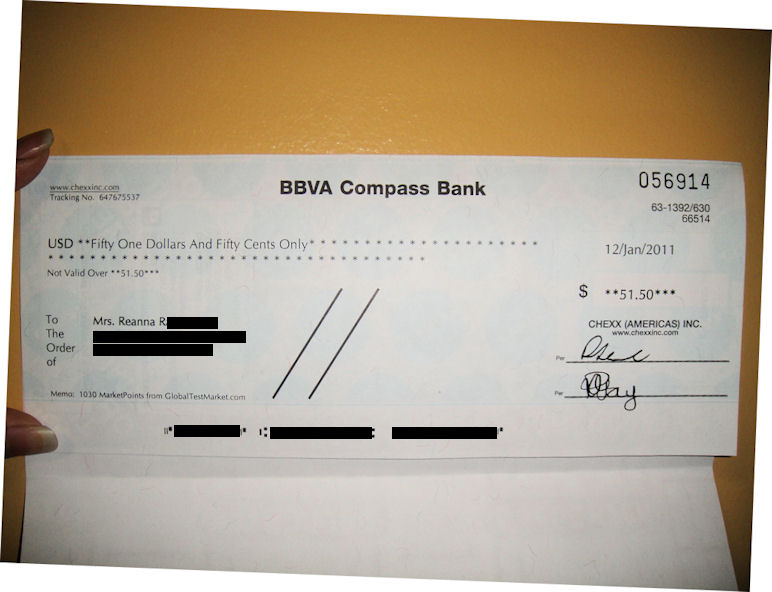 BBVA Compass Bank
056914
www.chexxinc.com
Tracking No. 647675537
63-1392/630
66514
USD **Fifty One Dollars And Fifty Cents Only* * * * * * * * * * * * * * * * * * * * * *
* * * * * * * * * * * * * * * * * * * * * * * * * * * * * * * * * *
12/Jan/2011
Not Valid Over **51.50***
$ **51.50***
To
The
Order
of
Mrs. Reanna R
CHEXX (AMERICAS) INC.
www.chexxinc.com
Per
Per
Memo: 1030 MarketPoints from GlobalTestMarket.com